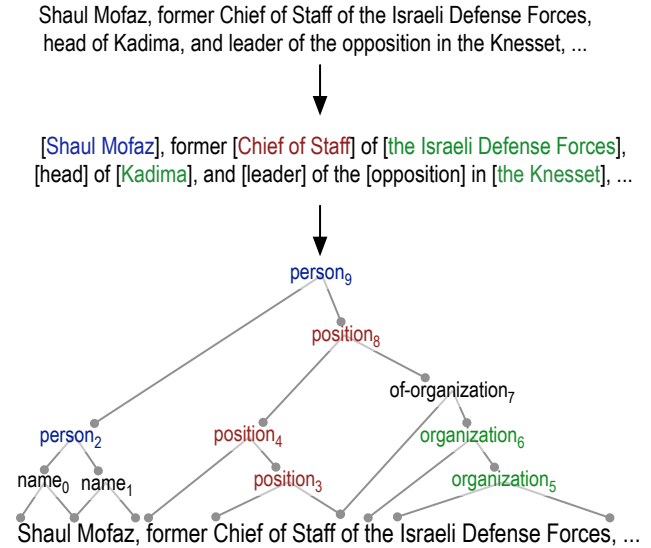 Shaul Mofaz, former Chief of Staff of the Israeli Defense Forces,
head of Kadima, and leader of the opposition in the Knesset, ...
[Shaul Mofaz], former [Chief of Staff] of [the Israeli Defense Forces],
[head] of [Kadima], and [leader] of the [opposition] in [the Knesset], ...
person9
position8
of-organization7
person2 position4 organization6
name0 name1 position3 organization5
Shaul Mofaz, former Chief of Staff of the Israeli Defense Forces, ...